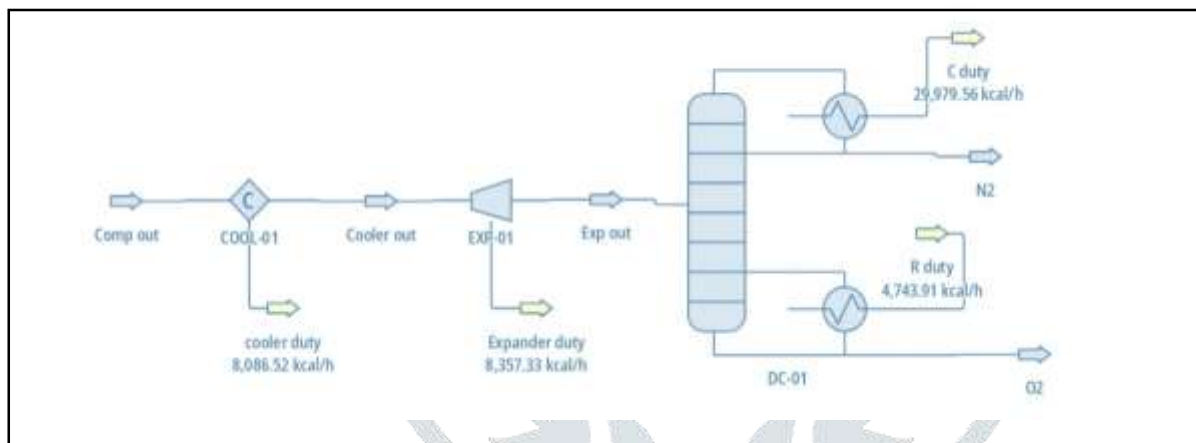 C duty
29,979.56 kcal/h
N2
Comp out
C
COOL-01
Cooler out
EXP-01
Exp out
R duty
4,743.91 kcal/h
cooler duty
8,086.52 kcal/h
Expander duty
8,357.33 kcal/h
DC-01
O2